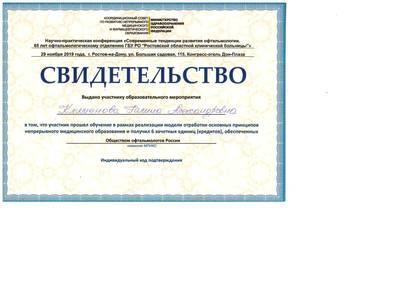 КООРДИНАЦИОННЫЙ СОВЕТ
ПО РАЗВИТИЮ НЕПРЕРЫВНОГО
МЕДИЦИНСКОГО
И ФАРМАЦЕВТИЧЕСКОГО
ОБРАЗОВАНИЯ
МИНИСТЕРСТВО
ЗДРАВООХРАНЕНИЯ
РОССИЙСКОЙ
ФЕДЕРАЦИИ
Научно-практическая конференция «Современные тенденции развития офтальмологии,
65 лет офтальмологическому отделению ГБУ РО "Ростовской областной клинической больницы"»
29 ноября 2019 года, г. Ростов-на-Дону, ул. Большая садовая, 115, Конгресс-отель Дон-Плаза
СВИДЕТЕЛЬСТВО
Выдано участнику образовательного мероприятия
Галина Александровна
в том, что участник прошел обучение в рамках реализации модели отработки основных принципов
непрерывного медицинского образования и получил 6 зачетных единиц (кредитов), обеспеченных
Обществом офтальмологов России
название МПНКО
Индивидуальный код подтверждения